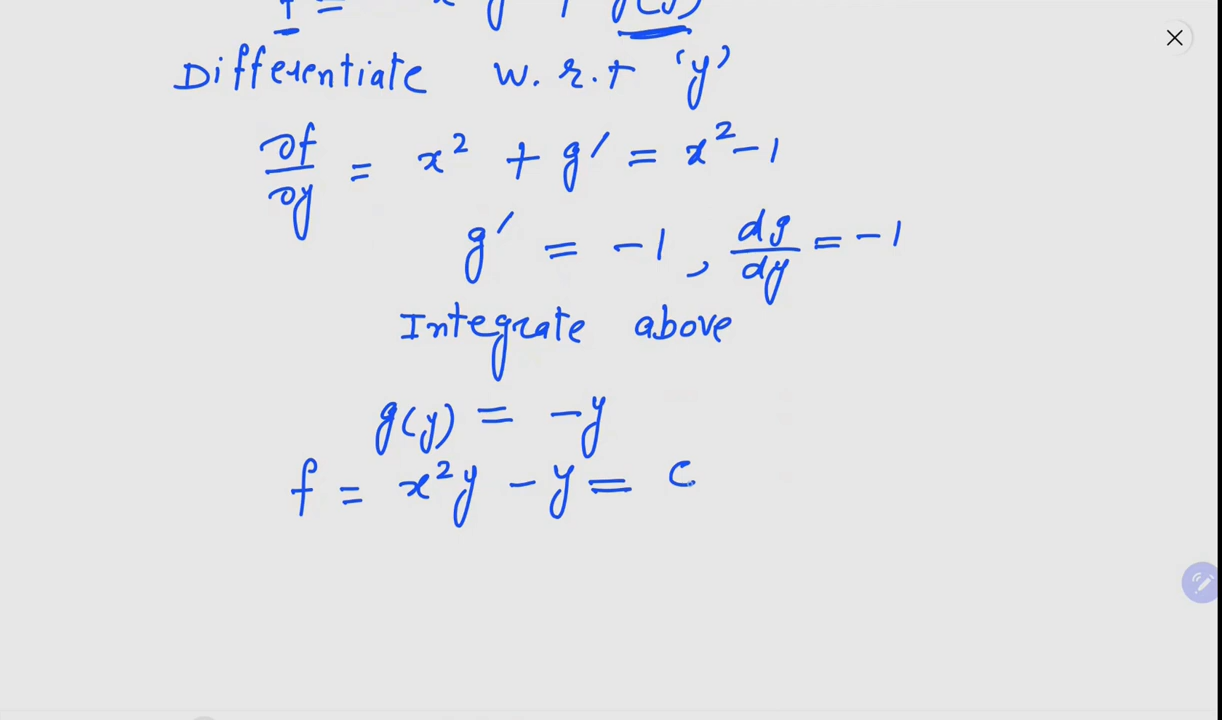 Differentiate w.r.t 'y'
∂f/∂y = x² + g′ = x² − 1
g′ = −1, dg/dy = −1
Integrate above
g(y) = −y
f = x²y − y = c